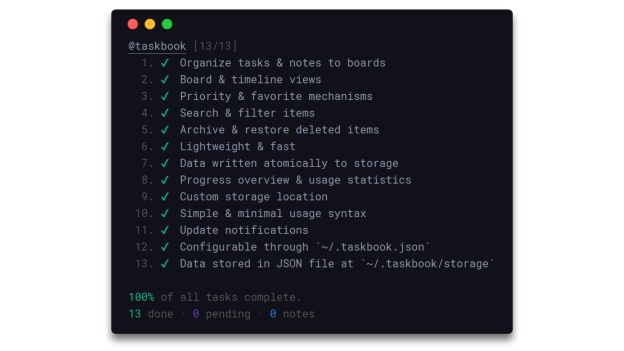 @taskbook [13/13]
1. ✓ Organize tasks & notes to boards
2. ✓ Board & timeline views
3. ✓ Priority & favorite mechanisms
4. ✓ Search & filter items
5. ✓ Archive & restore deleted items
6. ✓ Lightweight & fast
7. ✓ Data written atomically to storage
8. ✓ Progress overview & usage statistics
9. ✓ Custom storage location
10. ✓ Simple & minimal usage syntax
11. ✓ Update notifications
12. ✓ Configurable through `~/.taskbook.json`
13. ✓ Data stored in JSON file at `~/.taskbook/storage`
100% of all tasks complete.
13 done · 0 pending · 0 notes